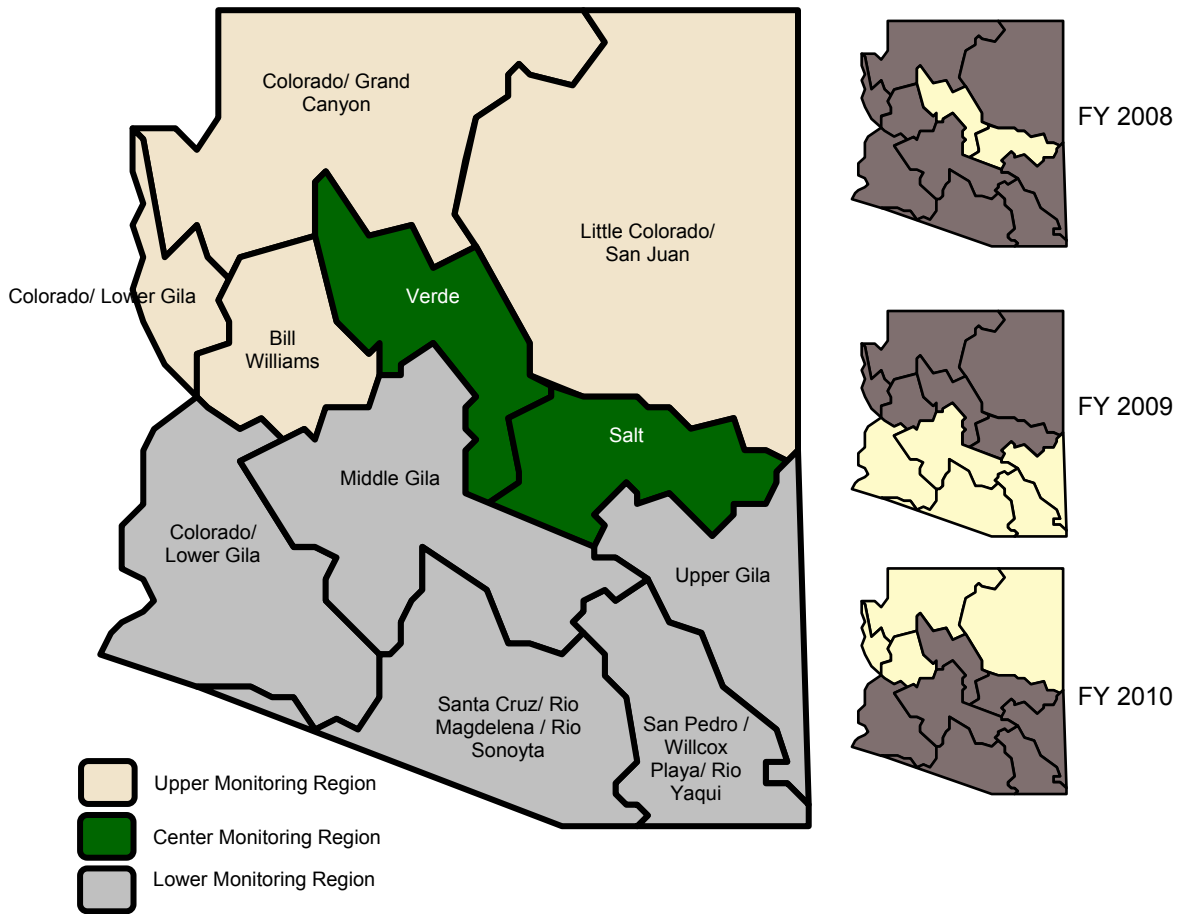 Colorado/ Grand
Canyon
Little Colorado/
San Juan
Colorado/ Lower Gila
Verde
Bill
Williams
Salt
Middle Gila
Colorado/
Lower Gila
Upper Gila
Santa Cruz/ Rio
Magdelena / Rio
Sonoyta
San Pedro /
Willcox
Playa/ Rio
Yaqui
Upper Monitoring Region
Center Monitoring Region
Lower Monitoring Region
FY 2008
FY 2009
FY 2010